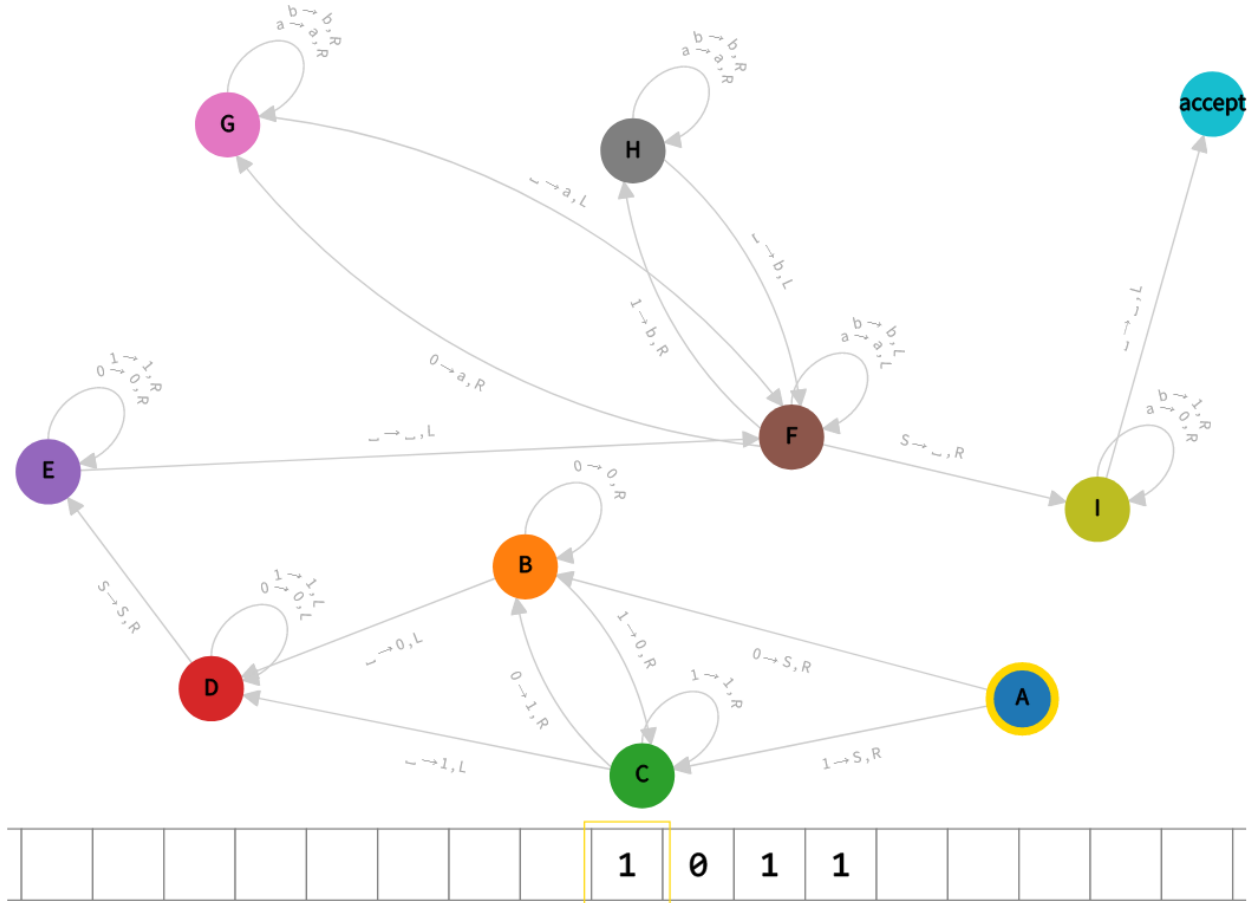 b→b,R
a→a,R
G
b→b,R
a→a,R
H
accept
␣→a,L
␣→b,L
1→b,R
0→a,R
b→b,L
a→a,L
F
1→1,R
0→0,R
E
␣→␣,L
S→␣,R
b→1,R
a→0,R
I
␣→␣,L
0→0,R
B
S→S,R
1→1,L
0→0,L
D
␣→0,L
1→0,R
0→1,R
0→S,R
1→1,R
A
C
␣→1,L
1→S,R
1 0 1 1